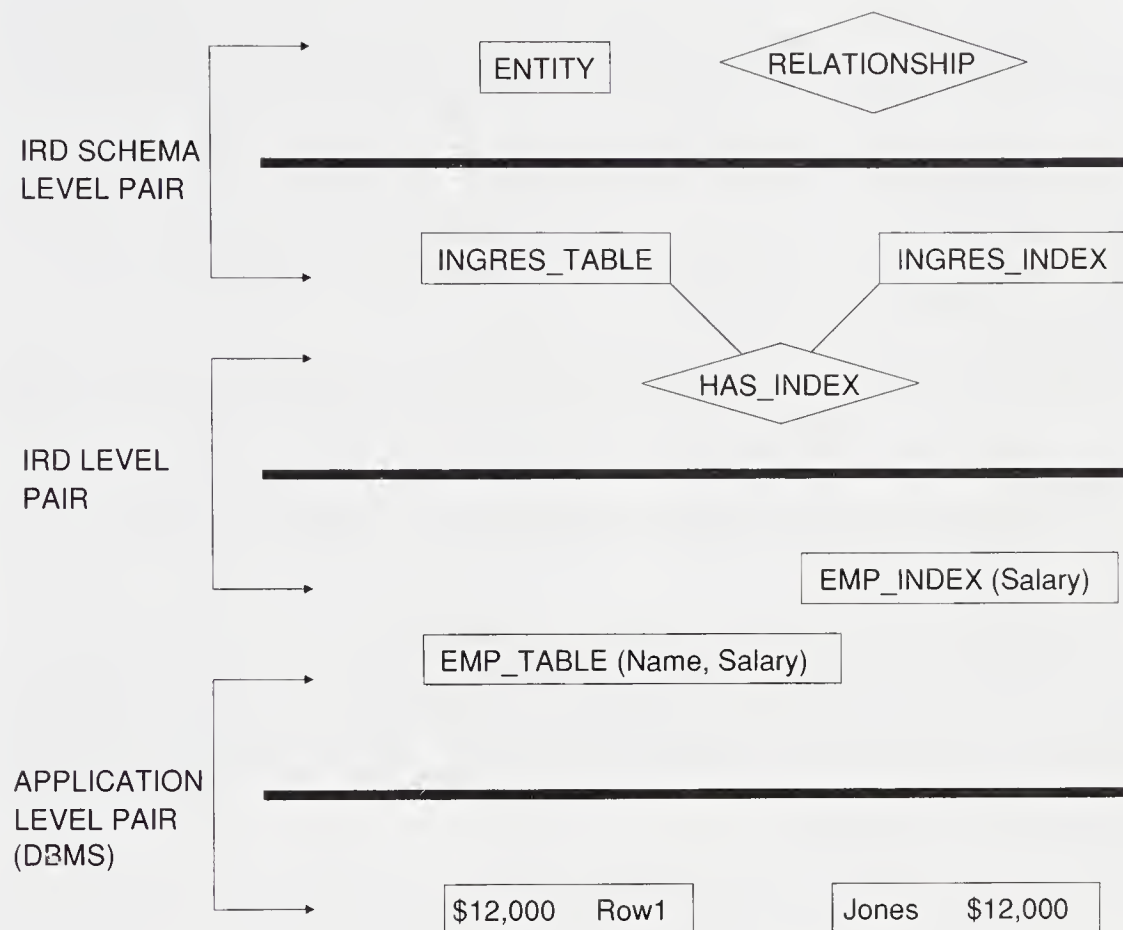 ENTITY
RELATIONSHIP
IRD SCHEMA
LEVEL PAIR
INGRES_TABLE
INGRES_INDEX
HAS_INDEX
IRD LEVEL
PAIR
EMP_INDEX (Salary)
EMP_TABLE (Name, Salary)
APPLICATION
LEVEL PAIR
(DBMS)
$12,000 Row1
Jones $12,000